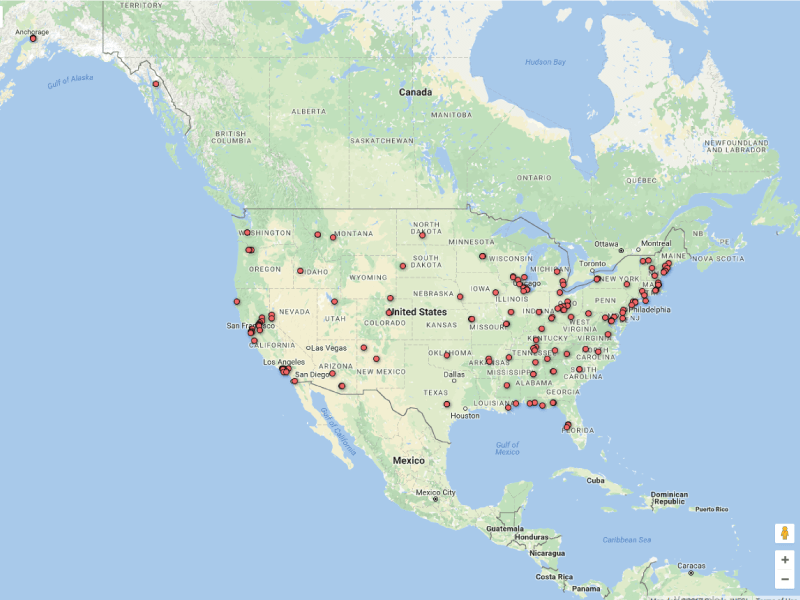 TERRITORY
Anchorage
Gulf of Alaska
Hudson Bay
Canada
ALBERTA
MANITOBA
BRITISH
COLUMBIA
SASKATCHEWAN
NEWFOUNDLAND
AND LABRADOR
ONTARIO
QUEBEC
WASHINGTON
MONTANA
NORTH
DAKOTA
MINNESOTA
Ottawa
Montreal
NB
PE
NOVA SCOTIA
MAINE
Toronto
OREGON
IDAHO
SOUTH
DAKOTA
WISCONSIN
MICHIGAN
WYOMING
NEW YORK
NEBRASKA
IOWA
ILLINOIS
PENN
NEVADA
UTAH
COLORADO
United States
KANSAS
MISSOURI
Philadelphia
NJ
San Francisco
WEST
VIRGINIA
VIRGINIA
KENTUCKY
CALIFORNIA
Las Vegas
Los Angeles
San Diego
ARIZONA
NEW MEXICO
OKLAHOMA
ARKANSAS
TENNESSEE
NORTH
CAROLINA
SOUTH
CAROLINA
Dallas
MISSISSIPPI
ALABAMA
GEORGIA
TEXAS
LOUISIANA
Houston
FLORIDA
Gulf of California
Gulf of
Mexico
Mexico
Mexico City
Cuba
Dominican
Republic
Puerto Rico
Guatemala
Honduras
Nicaragua
Caribbean Sea
Caracas
Costa Rica
Panama
+
−